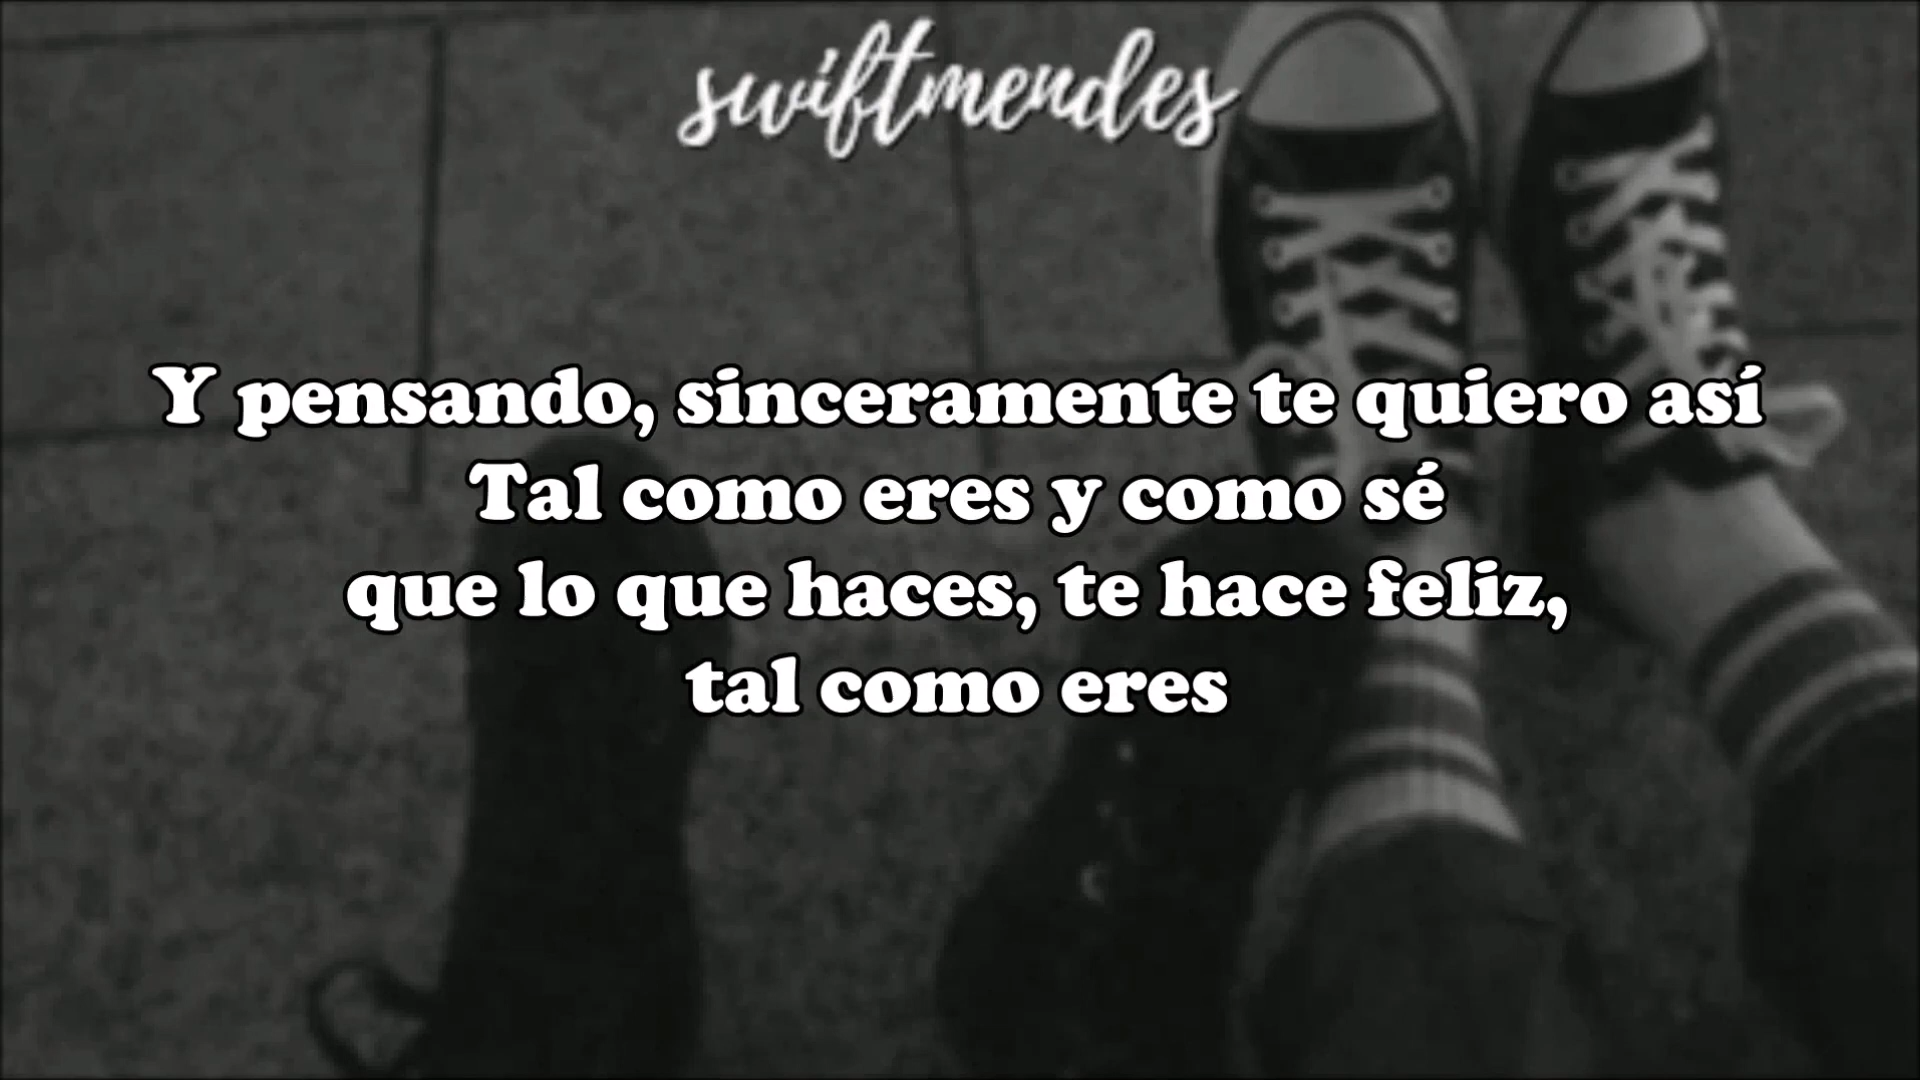 swiftmendes
Y pensando, sinceramente te quiero así
Tal como eres y como sé
que lo que haces, te hace feliz,
tal como eres